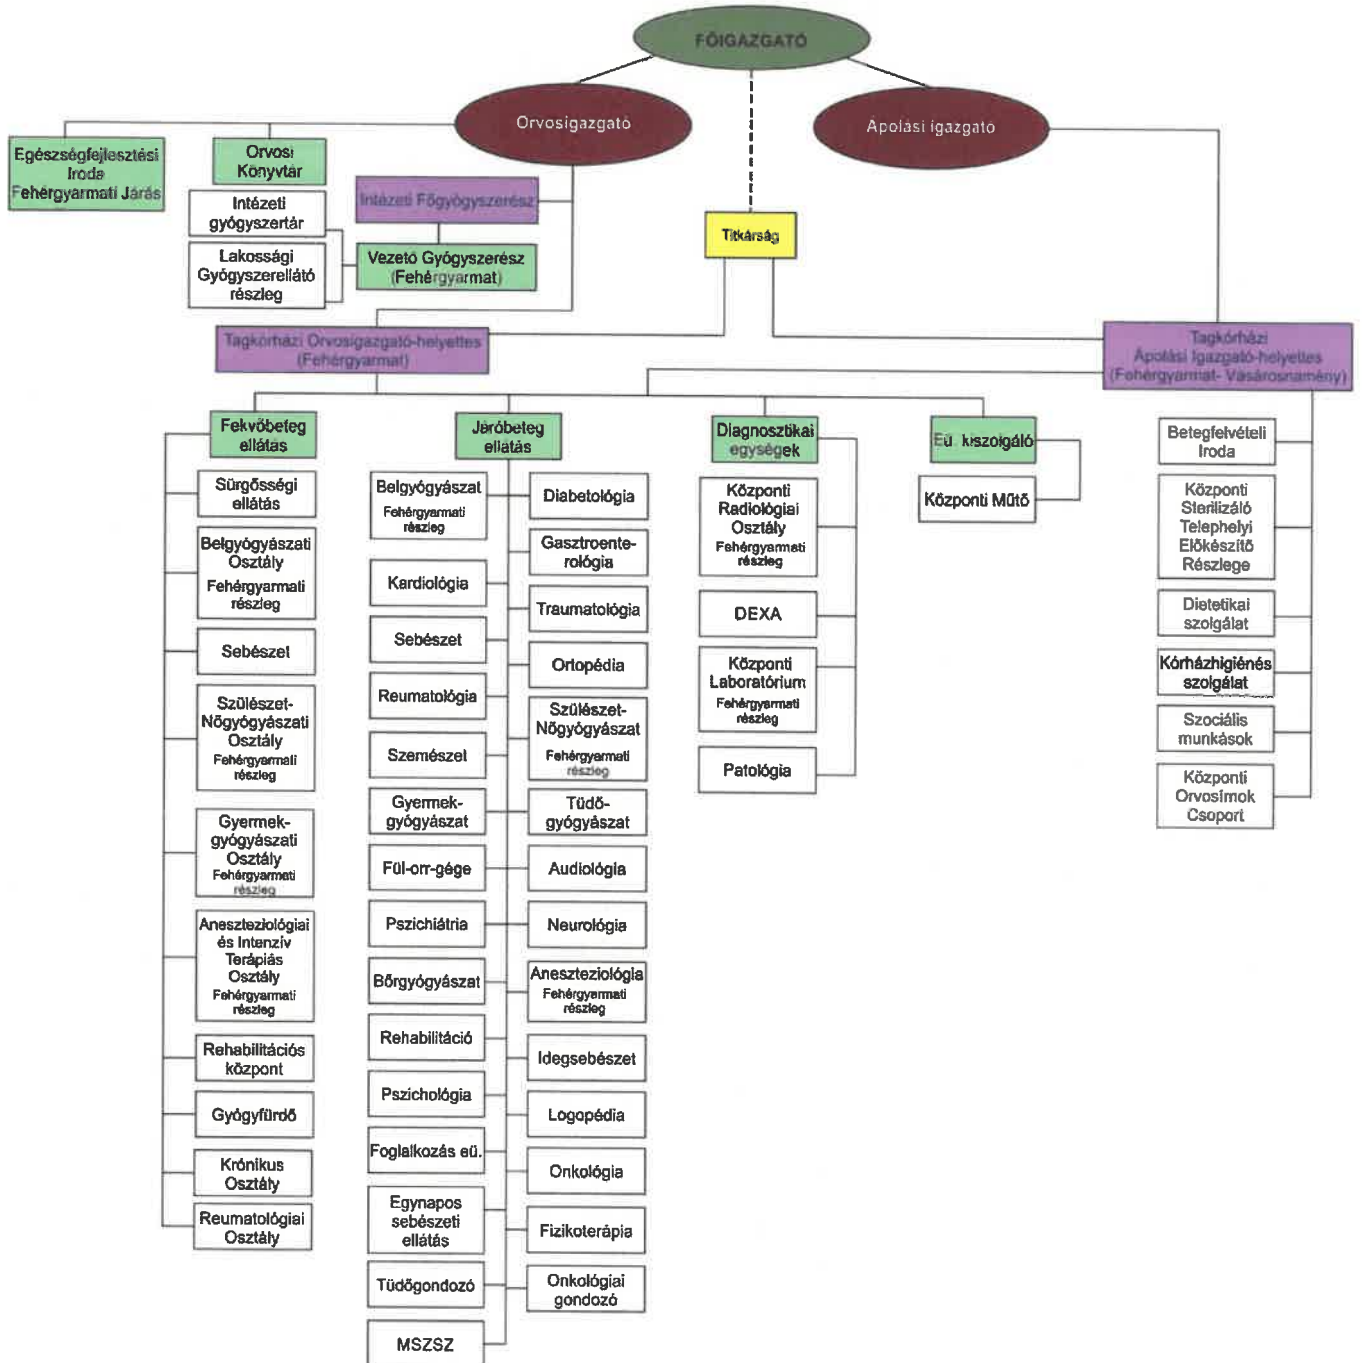 FŐIGAZGATÓ
Orvosigazgató
Ápolási igazgató
Egészségfejlesztési
Iroda
Fehérgyarmati Járás
Orvosi
Könyvtár
Intézeti
gyógyszertár
Lakossági
Gyógyszerellátó
részleg
Intézeti Főgyógyszerész
Vezető Gyógyszerész
(Fehérgyarmat)
Titkárság
Tagkórházi Orvosigazgató-helyettes
(Fehérgyarmat)
Tagkórházi
Ápolási Igazgató-helyettes
(Fehérgyarmat- Vásárosnamény)
Fekvőbeteg
ellátás
Sürgősségi
ellátás
Belgyógyászati
Osztály
Fehérgyarmati
részleg
Sebészet
Szülészet-
Nőgyógyászati
Osztály
Fehérgyarmati
részleg
Gyermek-
gyógyászati
Osztály
Fehérgyarmati
részleg
Aneszteziológiai
és Intenzív
Terápiás
Osztály
Fehérgyarmati
részleg
Rehabilitációs
központ
Gyógyfürdő
Krónikus
Osztály
Reumatológiai
Osztály
Járóbeteg
ellátás
Belgyógyászat
Fehérgyarmati
részleg
Kardiológia
Sebészet
Reumatológia
Szemészet
Gyermek-
gyógyászat
Fül-orr-gége
Pszichiátria
Bőrgyógyászat
Rehabilitáció
Pszichológia
Foglalkozás eü.
Egynapos
sebészeti
ellátás
Tüdőgondozó
MSZSZ
Diabetológia
Gasztroente-
rológia
Traumatológia
Ortopédia
Szülészet-
Nőgyógyászat
Fehérgyarmati
részleg
Tüdő-
gyógyászat
Audiológia
Neurológia
Aneszteziológia
Fehérgyarmati
részleg
Idegsebészet
Logopédia
Onkológia
Fizikoterápia
Onkológiai
gondozó
Diagnosztikai
egységek
Központi
Radiológiai
Osztály
Fehérgyarmati
részleg
DEXA
Központi
Laboratórium
Fehérgyarmati
részleg
Patológia
Eü. kiszolgáló
Központi Műtő
Betegfelvételi
Iroda
Központi
Sterilizáló
Telephelyi
Előkészítő
Részlege
Dietetikai
szolgálat
Kórházhigiénés
szolgálat
Szociális
munkások
Központi
Orvosírnok
Csoport